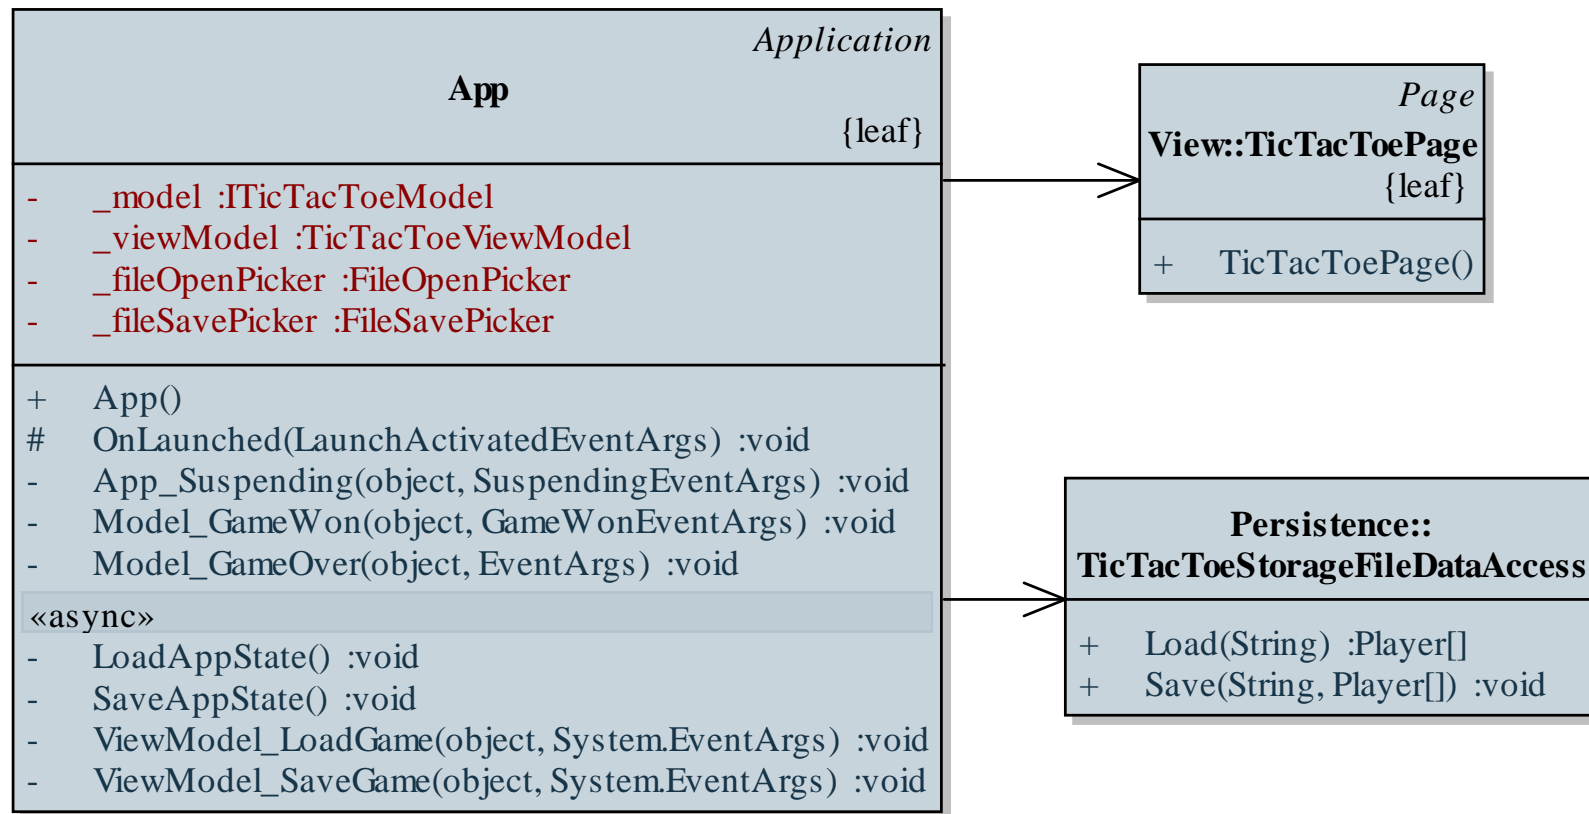 Application
App
{leaf}
- _model :ITicTacToeModel
- _viewModel :TicTacToeViewModel
- _fileOpenPicker :FileOpenPicker
- _fileSavePicker :FileSavePicker
+ App()
# OnLaunched(LaunchActivatedEventArgs) :void
- App_Suspending(object, SuspendingEventArgs) :void
- Model_GameWon(object, GameWonEventArgs) :void
- Model_GameOver(object, EventArgs) :void
«async»
- LoadAppState() :void
- SaveAppState() :void
- ViewModel_LoadGame(object, System.EventArgs) :void
- ViewModel_SaveGame(object, System.EventArgs) :void
Page
View::TicTacToePage
{leaf}
+ TicTacToePage()
Persistence::
TicTacToeStorageFileDataAccess
+ Load(String) :Player[]
+ Save(String, Player[]) :void